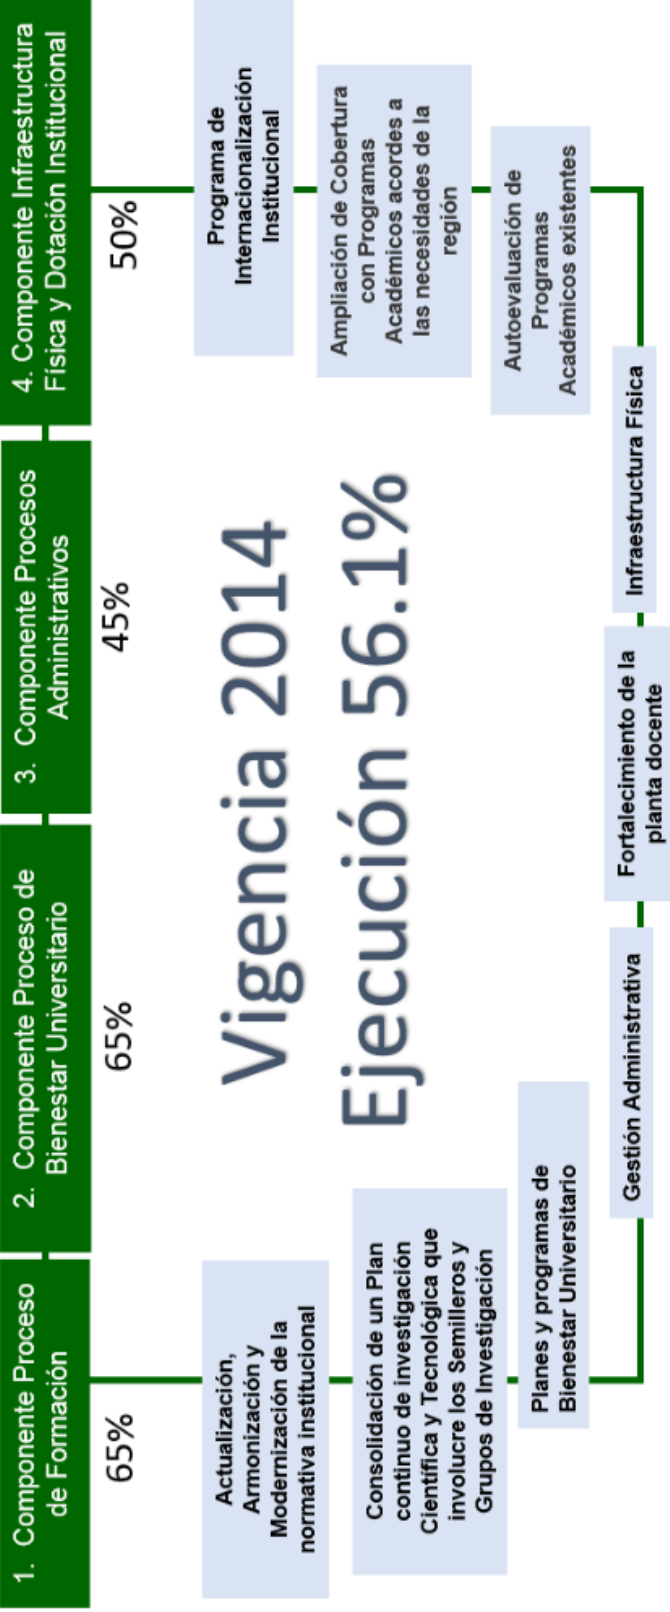 1. Componente Proceso
de Formación
2. Componente Proceso de
Bienestar Universitario
3. Componente Procesos
Administrativos
4. Componente Infraestructura
Física y Dotación Institucional
65%
65%
45%
50%
Vigencia 2014
Ejecución 56.1%
Actualización,
Armonización y
Modernización de la
normativa institucional
Consolidación de un Plan
continuo de investigación
Científica y Tecnológica que
involucre los Semilleros y
Grupos de Investigación
Planes y programas de
Bienestar Universitario
Gestión Administrativa
Fortalecimiento de la
planta docente
Infraestructura Física
Autoevaluación de
Programas
Académicos existentes
Ampliación de Cobertura
con Programas
Académicos acordes a
las necesidades de la
región
Programa de
Internacionalización
Institucional